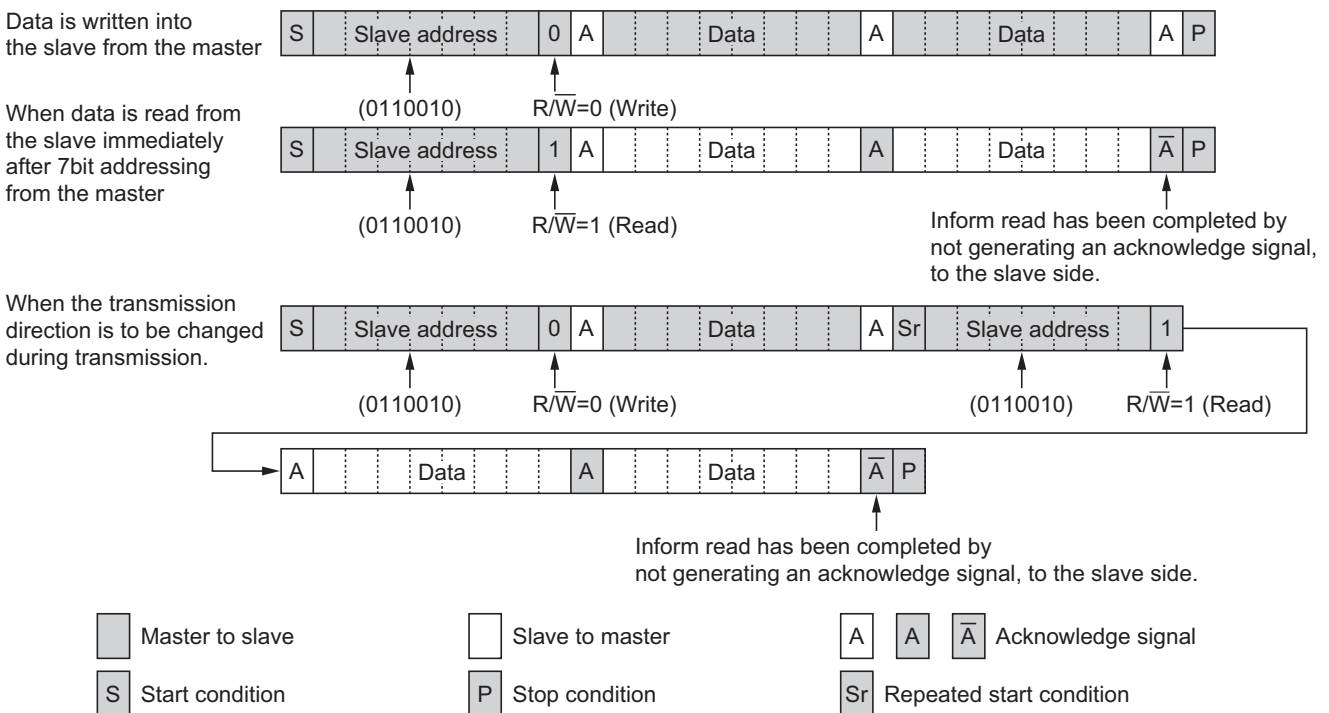 Data is written into
the slave from the master
S Slave address 0 A Data A Data A P
(0110010) R/W̅=0 (Write)
When data is read from
the slave immediately
after 7bit addressing
from the master
S Slave address 1 A Data A Data A̅ P
(0110010) R/W̅=1 (Read)
Inform read has been completed by
not generating an acknowledge signal,
to the slave side.
When the transmission
direction is to be changed
during transmission.
S Slave address 0 A Data A Sr Slave address 1
(0110010) R/W̅=0 (Write) (0110010) R/W̅=1 (Read)
A Data A Data A̅ P
Inform read has been completed by
not generating an acknowledge signal, to the slave side.
Master to slave Slave to master A A A̅ Acknowledge signal
S Start condition P Stop condition Sr Repeated start condition